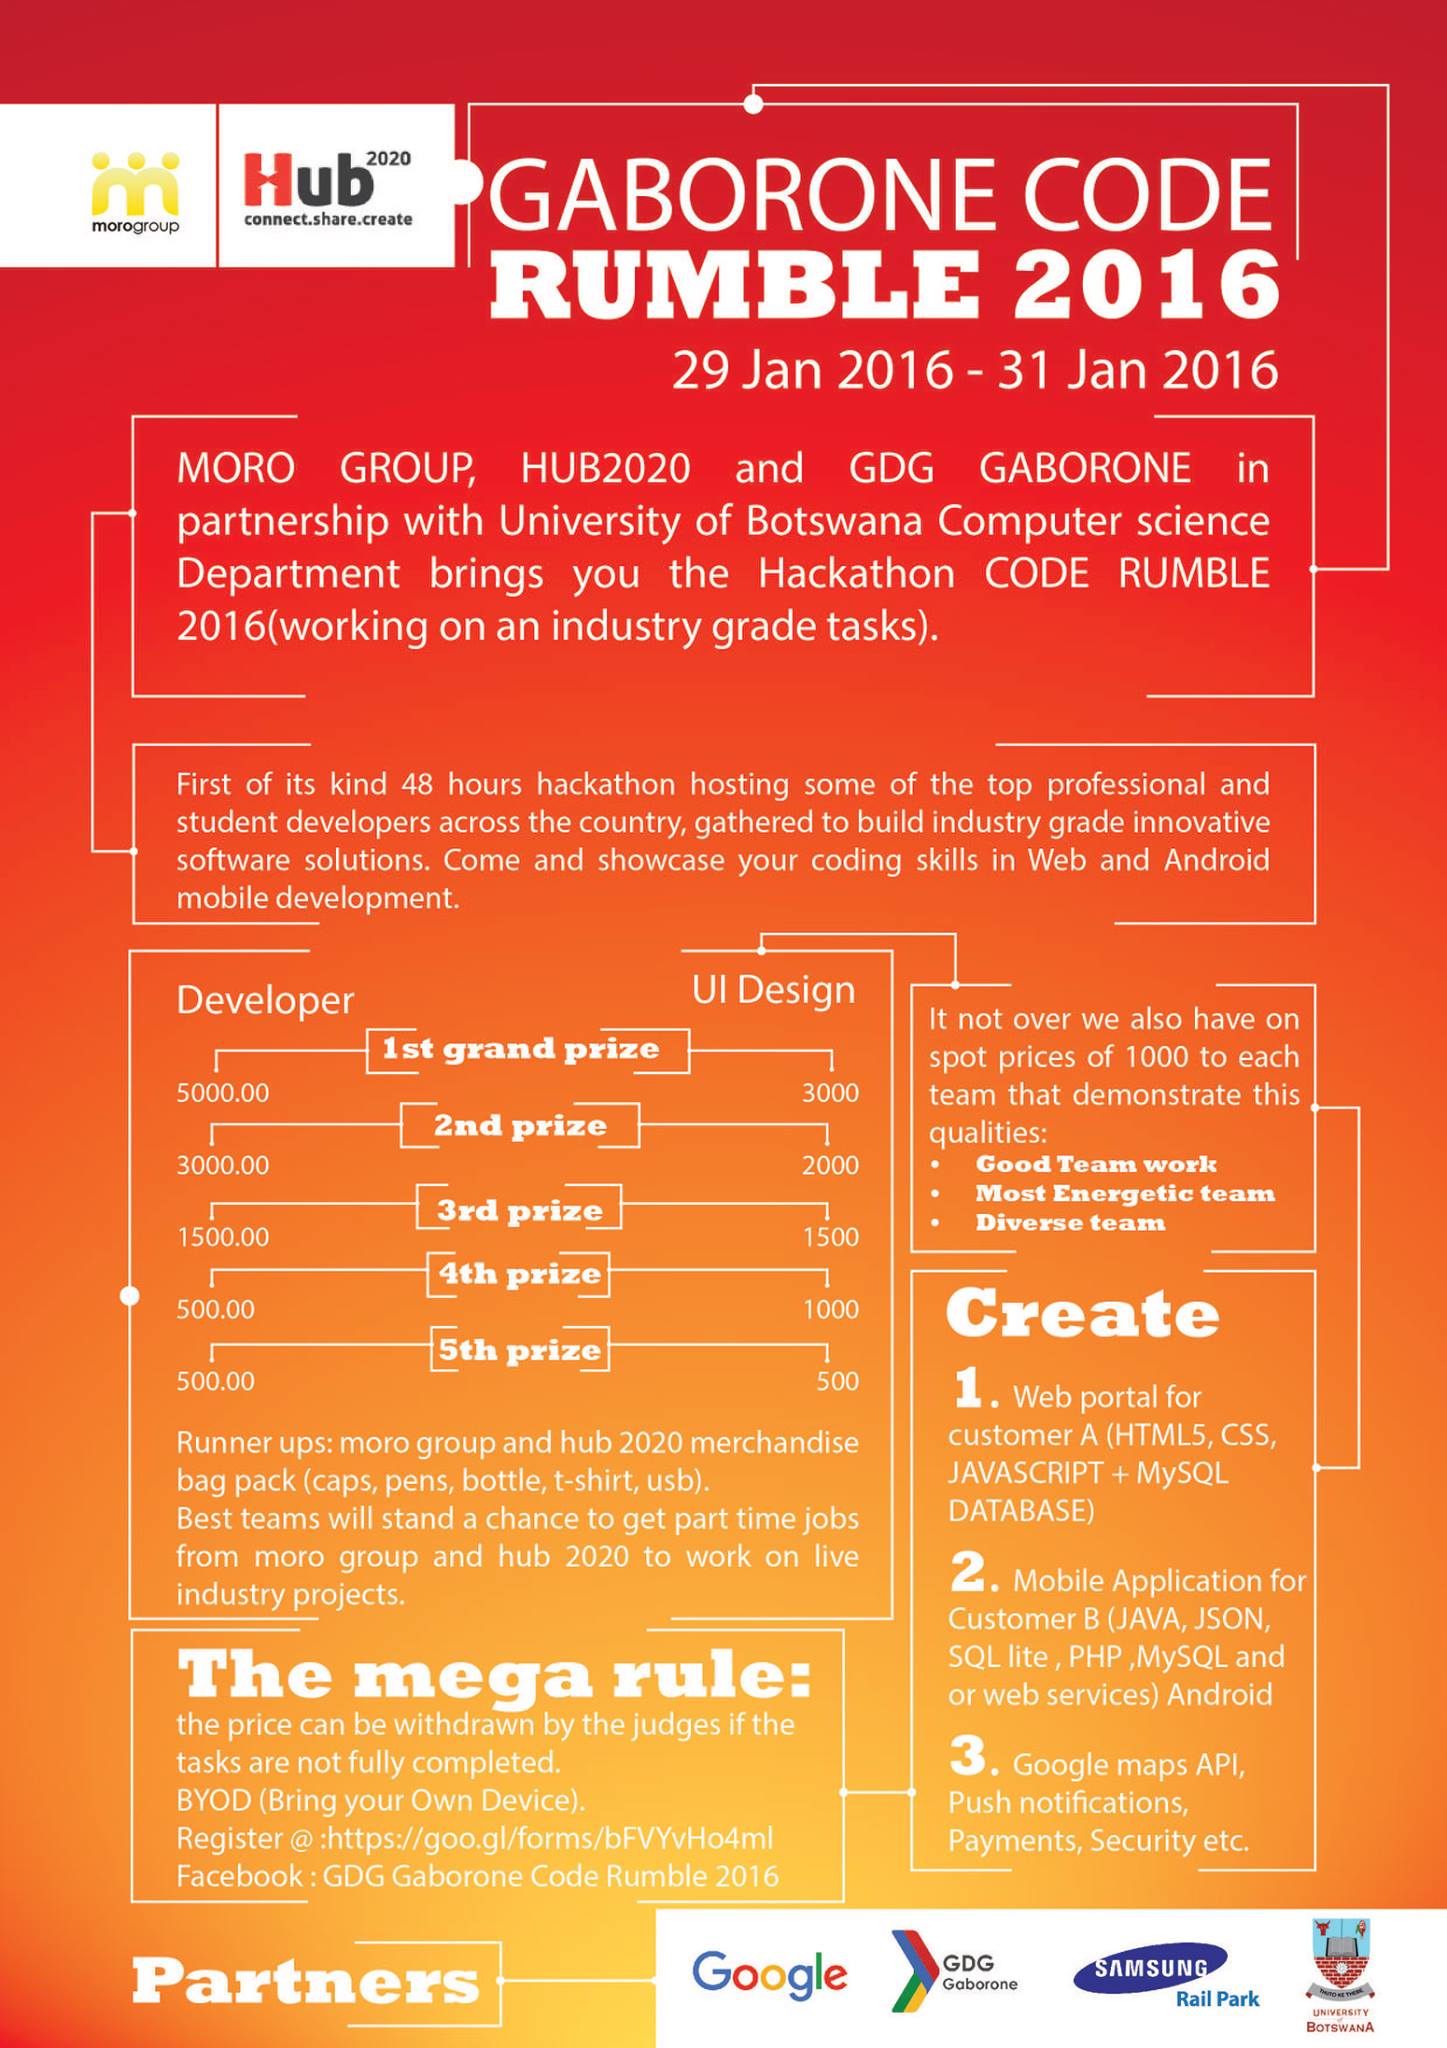 morogroup
Hub 2020
connect.share.create
GABORONE CODE
RUMBLE 2016
29 Jan 2016 - 31 Jan 2016
MORO GROUP, HUB2020 and GDG GABORONE in
partnership with University of Botswana Computer science
Department brings you the Hackathon CODE RUMBLE
2016(working on an industry grade tasks).
First of its kind 48 hours hackathon hosting some of the top professional and
student developers across the country, gathered to build industry grade innovative
software solutions. Come and showcase your coding skills in Web and Android
mobile development.
Developer UI Design
1st grand prize
5000.00 3000
2nd prize
3000.00 2000
3rd prize
1500.00 1500
4th prize
500.00 1000
5th prize
500.00 500
Runner ups: moro group and hub 2020 merchandise
bag pack (caps, pens, bottle, t-shirt, usb).
Best teams will stand a chance to get part time jobs
from moro group and hub 2020 to work on live
industry projects.
It not over we also have on
spot prices of 1000 to each
team that demonstrate this
qualities:
• Good Team work
• Most Energetic team
• Diverse team
Create
1. Web portal for
customer A (HTML5, CSS,
JAVASCRIPT + MySQL
DATABASE)
2. Mobile Application for
Customer B (JAVA, JSON,
SQL lite , PHP ,MySQL and
or web services) Android
3. Google maps API,
Push notifications,
Payments, Security etc.
The mega rule:
the price can be withdrawn by the judges if the
tasks are not fully completed.
BYOD (Bring your Own Device).
Register @ :https://goo.gl/forms/bFVYvHo4ml
Facebook : GDG Gaborone Code Rumble 2016
Partners
Google
GDG
Gaborone
SAMSUNG
Rail Park
THUTO KE THEBE
UNIVERSITY
of
BOTSWANA